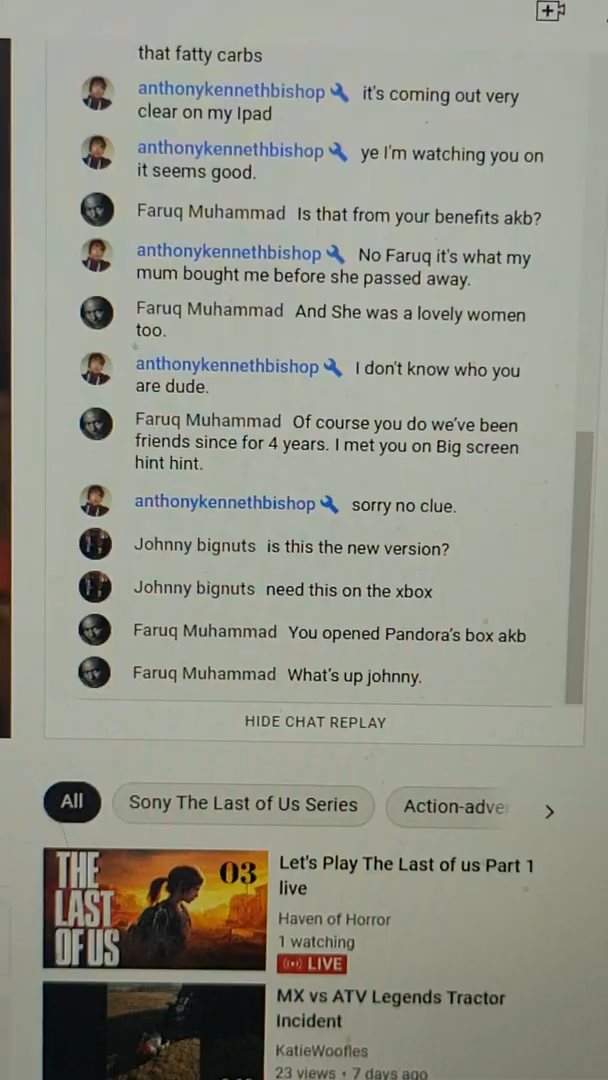 that fatty carbs
anthonykennethbishop it's coming out very
clear on my Ipad
anthonykennethbishop ye I'm watching you on
it seems good.
Faruq Muhammad Is that from your benefits akb?
anthonykennethbishop No Faruq it's what my
mum bought me before she passed away.
Faruq Muhammad And She was a lovely women
too.
anthonykennethbishop I don't know who you
are dude.
Faruq Muhammad Of course you do we've been
friends since for 4 years. I met you on Big screen
hint hint.
anthonykennethbishop sorry no clue.
Johnny bignuts is this the new version?
Johnny bignuts need this on the xbox
Faruq Muhammad You opened Pandora's box akb
Faruq Muhammad What's up johnny.
HIDE CHAT REPLAY
All Sony The Last of Us Series Action-adve
THE
LAST
OF US
03
Let's Play The Last of us Part 1
live
Haven of Horror
1 watching
LIVE
MX vs ATV Legends Tractor
Incident
KatieWoofles
23 views • 7 days ago